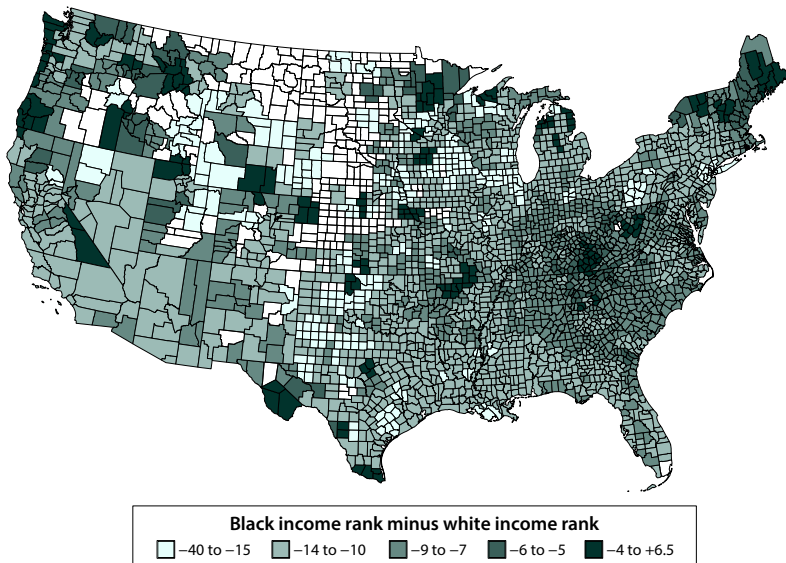 Black income rank minus white income rank
−40 to −15 −14 to −10 −9 to −7 −6 to −5 −4 to +6.5